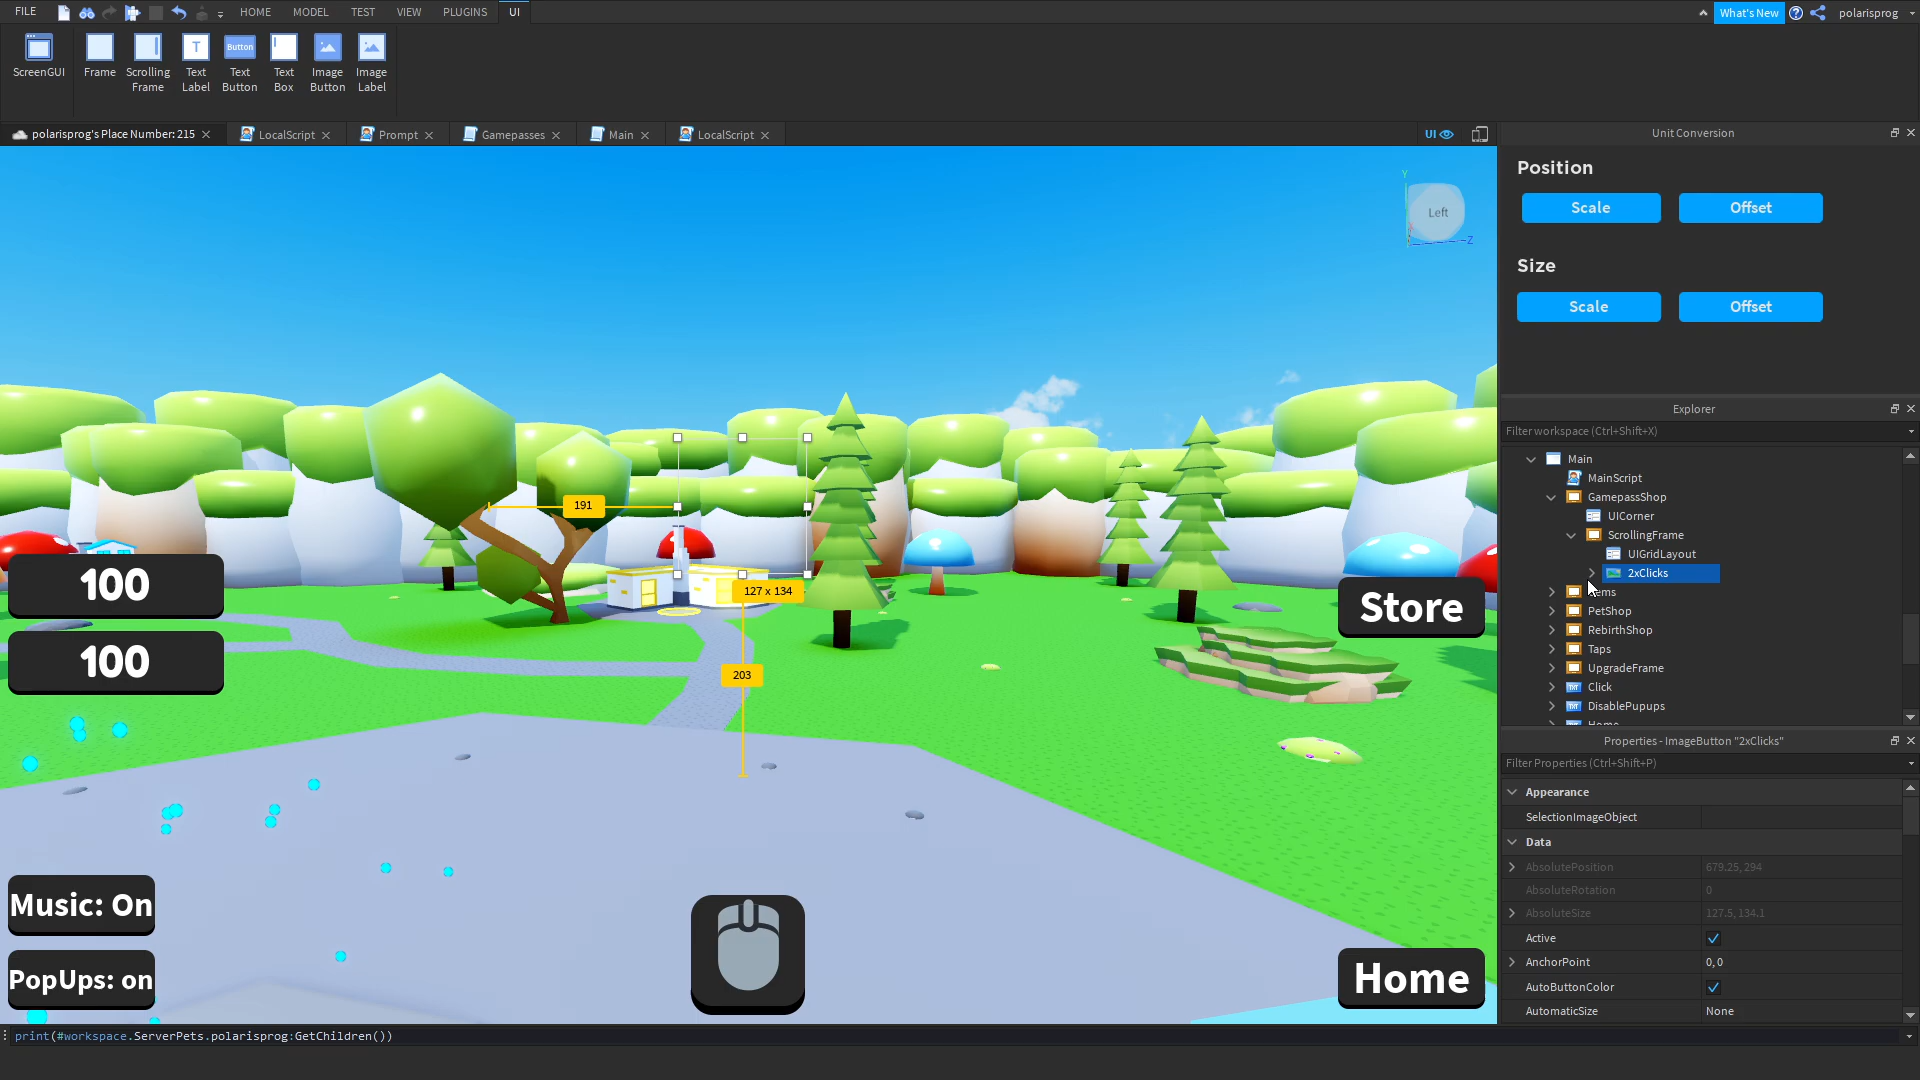 FILE
HOME
MODEL
TEST
VIEW
PLUGINS
UI
What's New
polarisprog
ScreenGUI
Frame
Scrolling
Frame
T
Text
Label
Button
Text
Button
Text
Box
Image
Button
Image
Label
polarisprog's Place Number: 215
LocalScript
Prompt
Gamepasses
Main
LocalScript
UI
Unit Conversion
Position
Scale
Offset
Size
Scale
Offset
Y
Left
Z
191
127 x 134
203
100
100
Store
Music: On
PopUps: on
Home
Explorer
Filter workspace (Ctrl+Shift+X)
Main
MainScript
GamepassShop
UICorner
ScrollingFrame
UIGridLayout
2xClicks
PetShop
RebirthShop
Taps
UpgradeFrame
Click
DisablePupups
Home
Properties - ImageButton "2xClicks"
Filter Properties (Ctrl+Shift+P)
Appearance
SelectionImageObject
Data
AbsolutePosition 679.25, 294
AbsoluteRotation 0
AbsoluteSize 127.5, 134.1
Active
AnchorPoint 0, 0
AutoButtonColor
AutomaticSize None
print(#workspace.ServerPets.polarisprog:GetChildren())